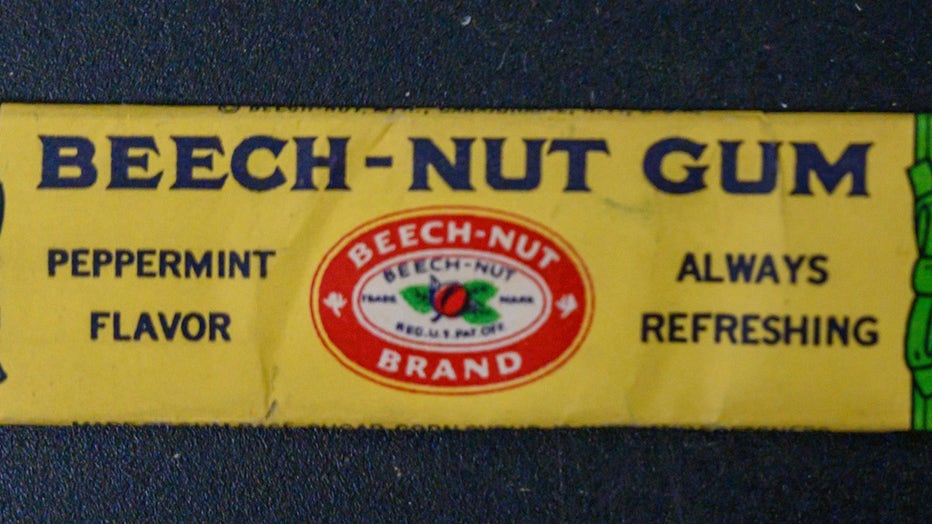 BEECH-NUT GUM
PEPPERMINT
FLAVOR
BEECH-NUT
BEECH-NUT
TRADE MARK
REG. U.S. PAT. OFF.
BRAND
ALWAYS
REFRESHING